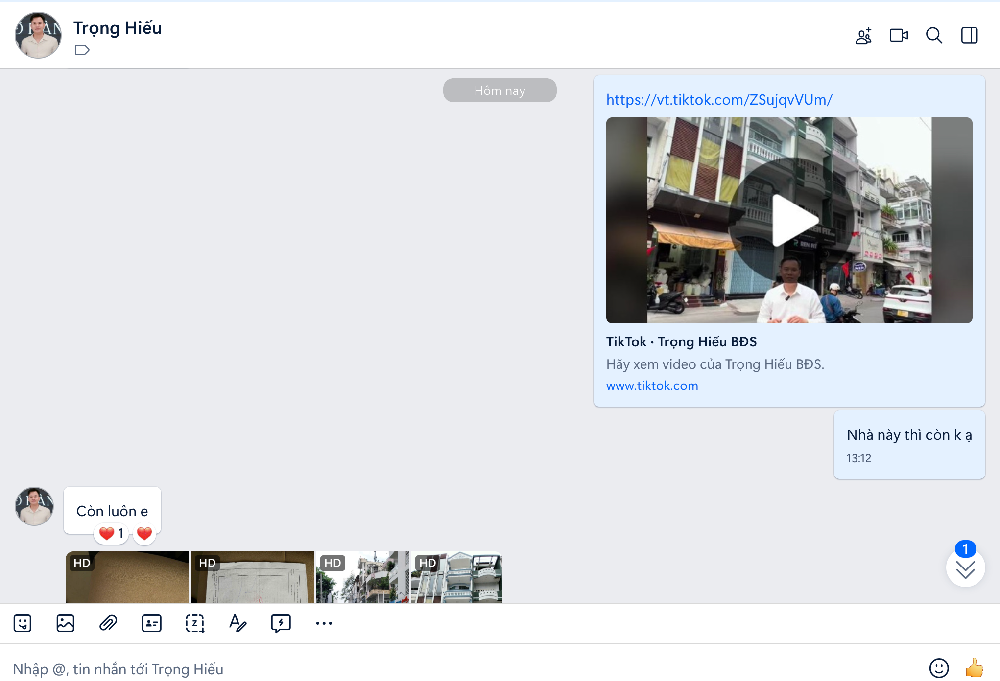 Trọng Hiếu
Hôm nay
https://vt.tiktok.com/ZSujqvVUm/
REN FIT
TikTok · Trọng Hiếu BĐS
Hãy xem video của Trọng Hiếu BĐS.
www.tiktok.com
Nhà này thì còn k ạ
13:12
Còn luôn e
1
HD
HD
HD
HD
1
Nhập @, tin nhắn tới Trọng Hiếu